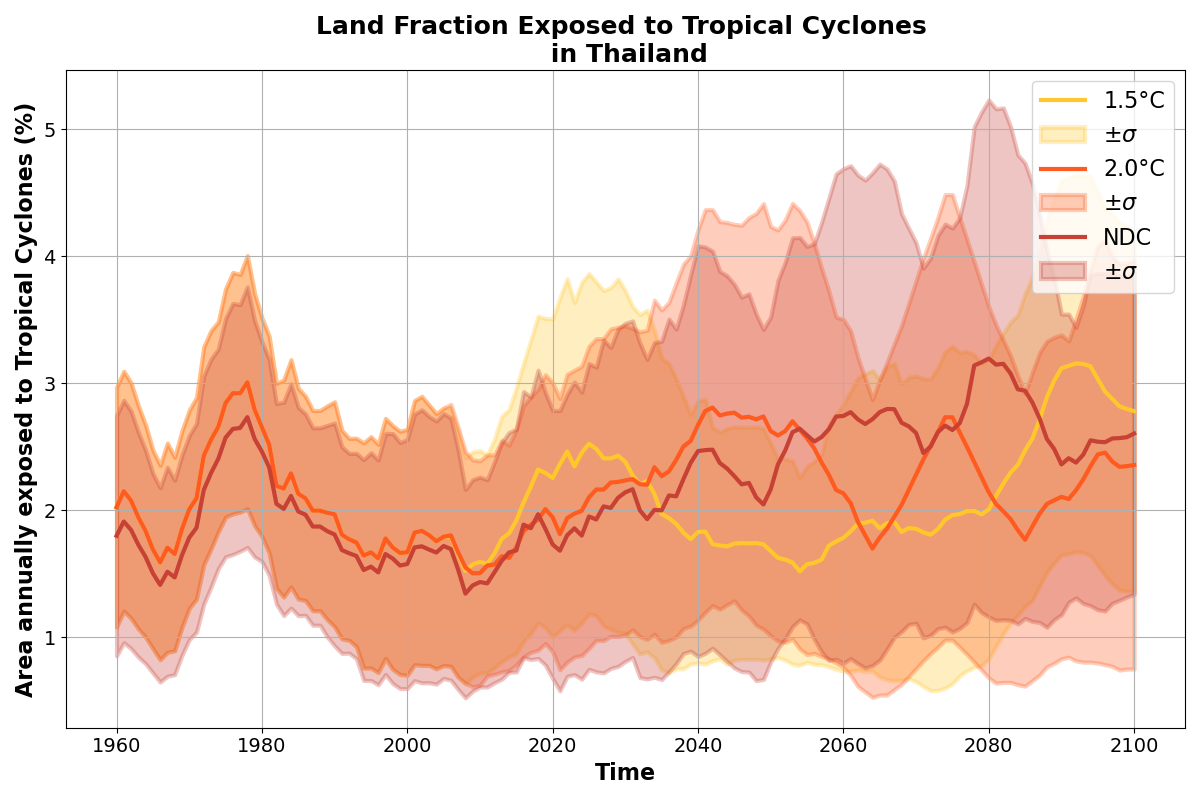 Land Fraction Exposed to Tropical Cyclones
in Thailand
Area annually exposed to Tropical Cyclones (%)
5
4
3
2
1
1.5°C
±σ
2.0°C
±σ
NDC
±σ
1960 1980 2000 2020 2040 2060 2080 2100
Time